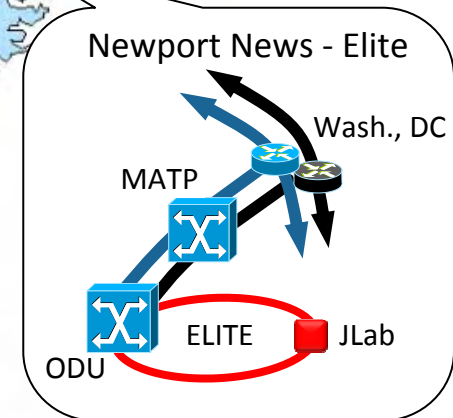 Newport News - Elite
Wash., DC
MATP
ELITE
JLab
ODU